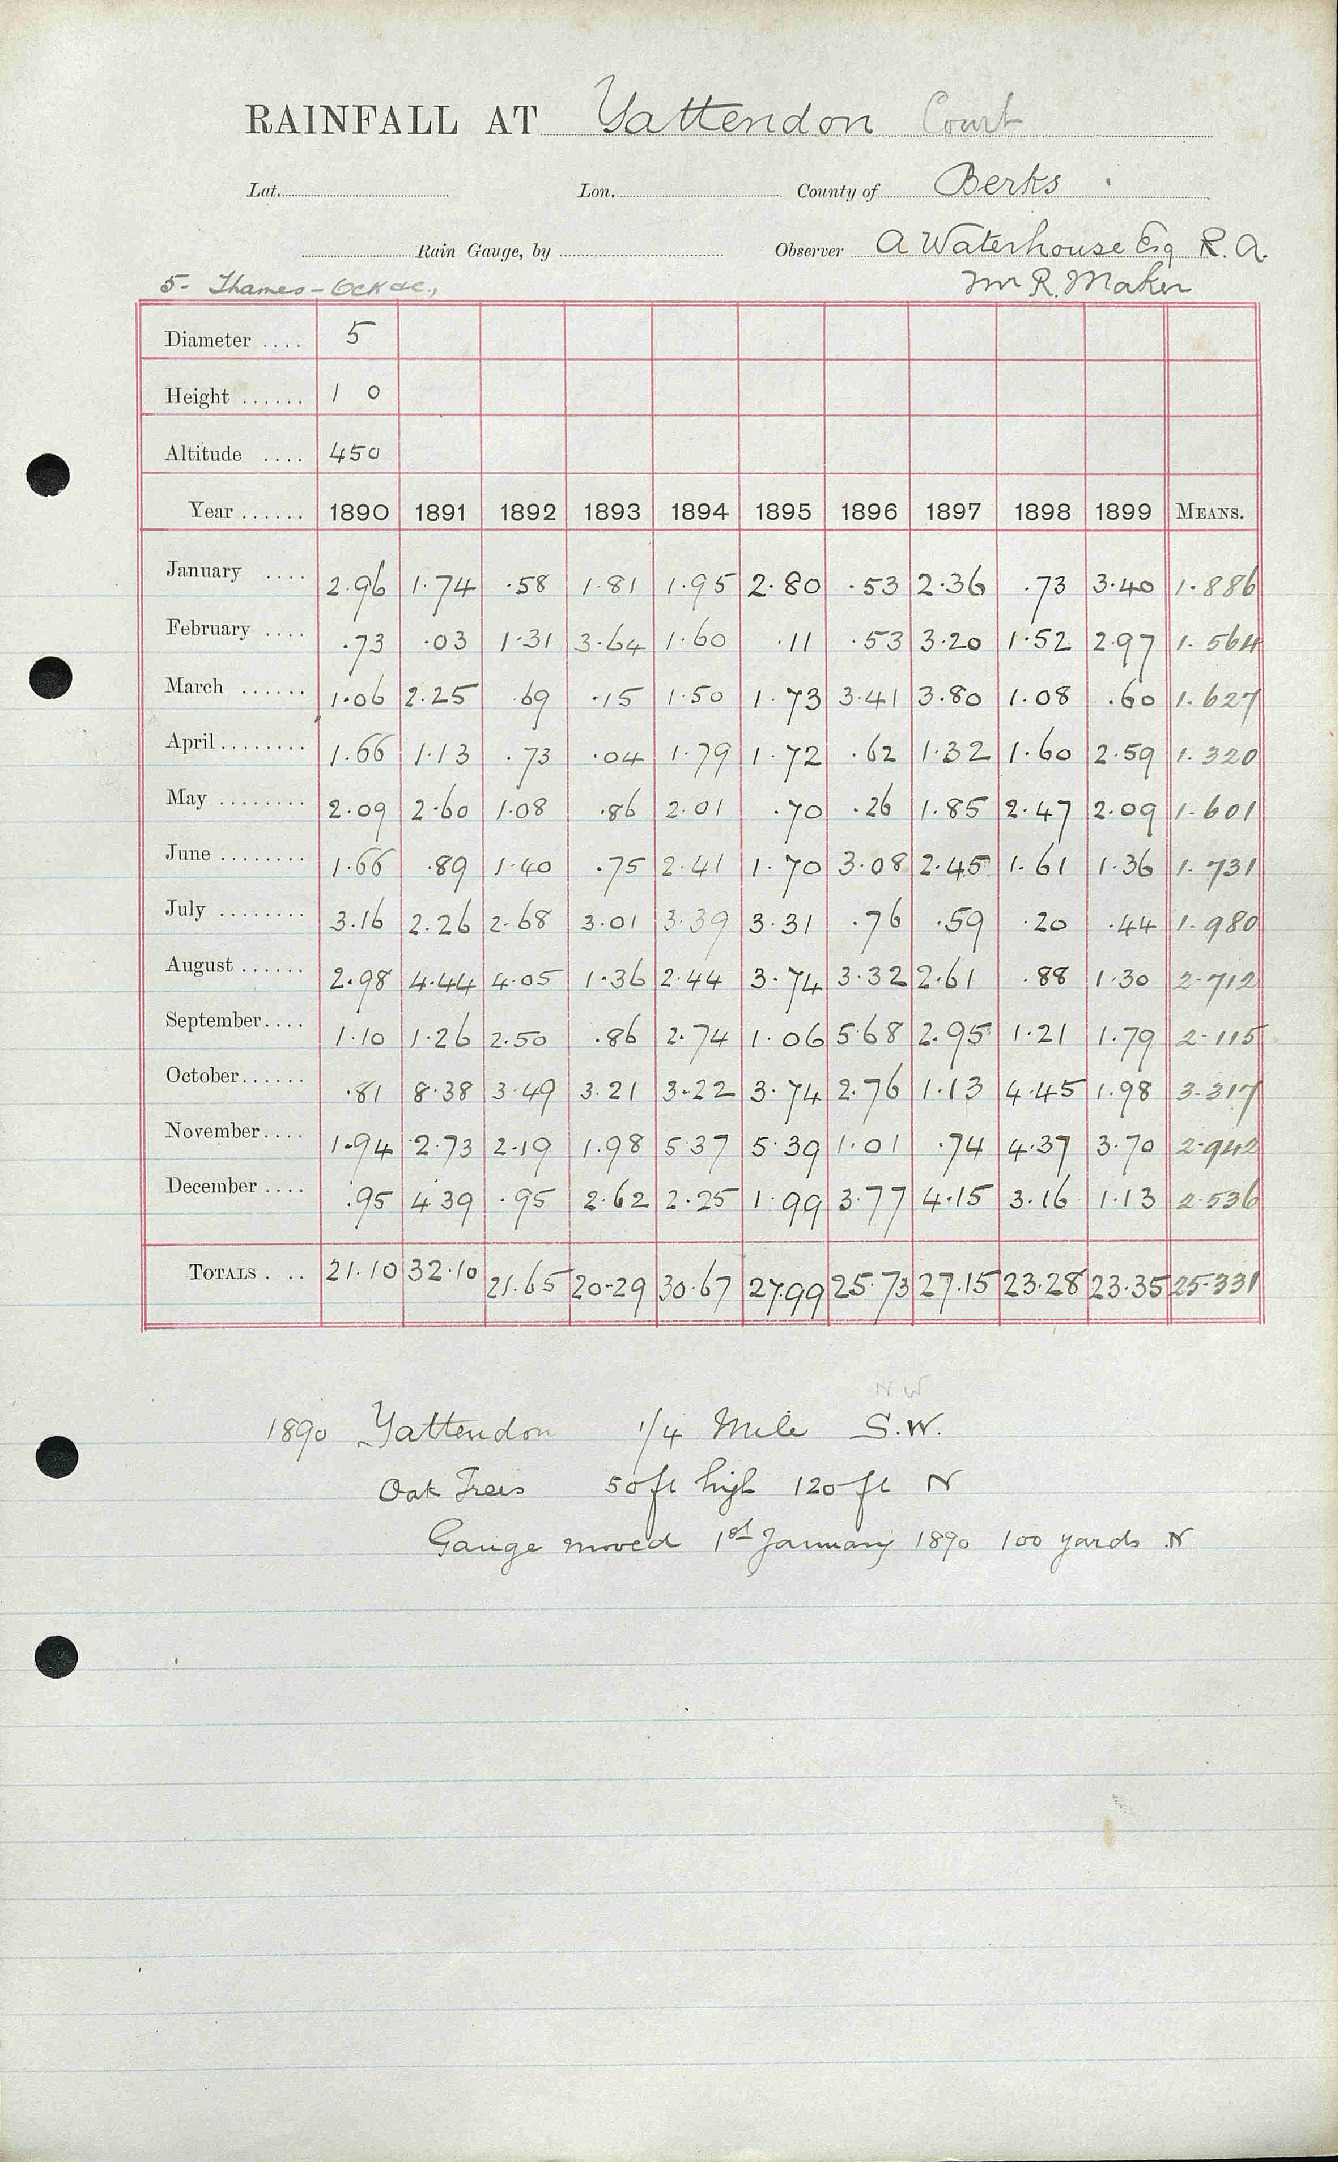 RAINFALL AT Yattendon Court
Lat. Lon. County of Berks
Rain Gauge, by Observer A Waterhouse Esq R.A.
5- Thames - Ock &c., Mr R. Maker
Diameter .... 5
Height ...... 1 0
Altitude .... 450
Year ...... 1890 1891 1892 1893 1894 1895 1896 1897 1898 1899 MEANS.
January .... 2.96 1.74 .58 1.81 1.95 2.80 .53 2.36 .73 3.40 1.886
February .... .73 .03 1.31 3.64 1.60 .11 .53 3.20 1.52 2.97 1.564
March ...... 1.06 2.25 .69 .15 1.50 1.73 3.41 3.80 1.08 .60 1.627
April ........ 1.66 1.13 .73 .04 1.79 1.72 .62 1.32 1.60 2.59 1.320
May ........ 2.09 2.60 1.08 .86 2.01 .70 .26 1.85 2.47 2.09 1.601
June ........ 1.66 .89 1.40 .75 2.41 1.70 3.08 2.45 1.61 1.36 1.731
July ........ 3.16 2.26 2.68 3.01 3.39 3.31 .76 .59 .20 .44 1.980
August ...... 2.98 4.44 4.05 1.36 2.44 3.74 3.32 2.61 .88 1.30 2.712
September .... 1.10 1.26 2.50 .86 2.74 1.06 5.68 2.95 1.21 1.79 2.115
October ...... .81 8.38 3.49 3.21 3.22 3.74 2.76 1.13 4.45 1.98 3.317
November .... 1.94 2.73 2.19 1.98 5.37 5.39 1.01 .74 4.37 3.70 2.942
December .... .95 4.39 .95 2.62 2.25 1.99 3.77 4.15 3.16 1.13 2.536
TOTALS . .. 21.10 32.10 21.65 20.29 30.67 27.99 25.73 27.15 23.28 23.35 25.331
N W
1890 Yattendon 1/4 Mile S.W.
Oak Trees 50 ft high 120 ft N
Gauge moved 1st January 1890 100 yards N